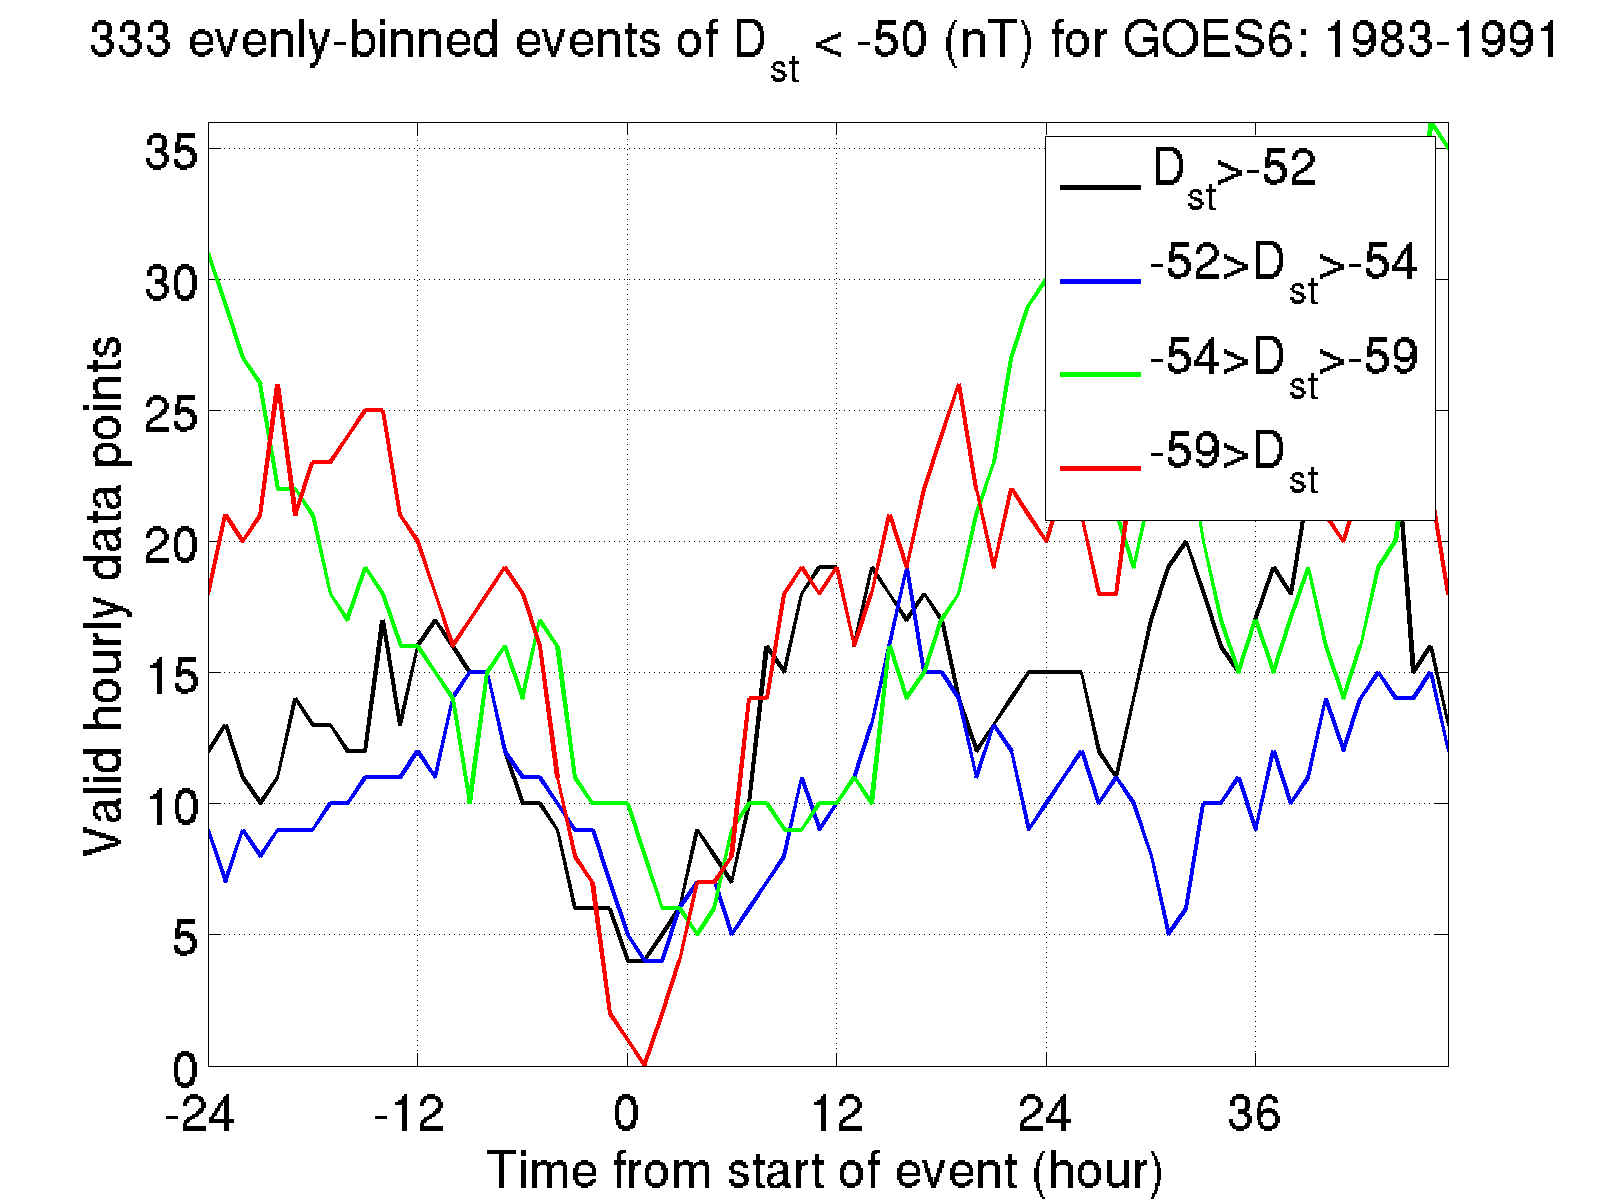 333 evenly-binned events of Dst < -50 (nT) for GOES6: 1983-1991
Dst>-52
-52>Dst>-54
-54>Dst>-59
-59>Dst
35
30
25
20
15
10
5
0
Valid hourly data points
-24 -12 0 12 24 36
Time from start of event (hour)